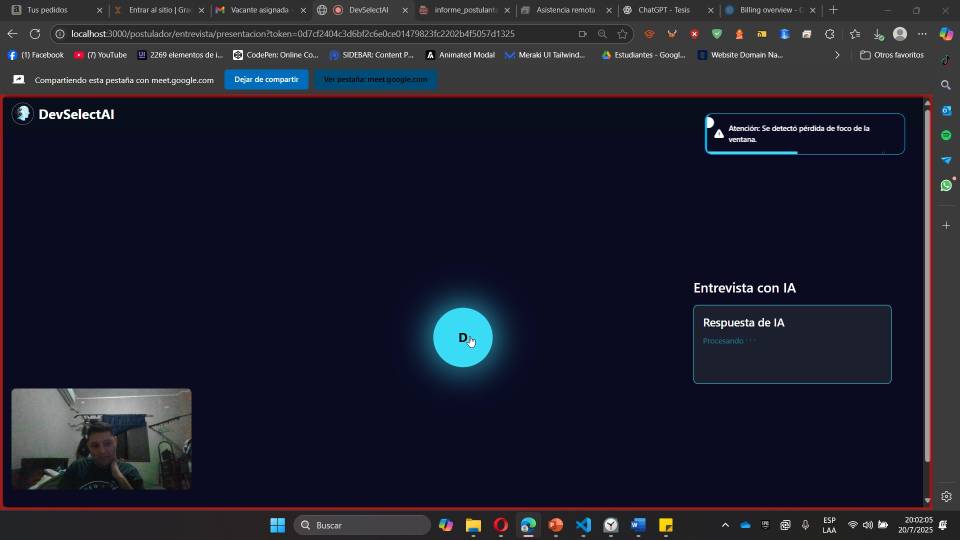 Tus pedidos
Entrar al sitio | Gra
Vacante asignada -
DevSelectAI
informe_postulant
Asistencia remota
ChatGPT - Tesis
Billing overview - C
localhost:3000/postulador/entrevista/presentacion?token=0d7cf2404c3d6bf2c6e0ce01479823fc2202b4f5057d1325
(1) Facebook
(7) YouTube
2269 elementos de i...
CodePen: Online Co...
SIDEBAR: Content P...
Animated Modal
Meraki UI Tailwind...
Estudiantes - Googl...
Website Domain Na...
Otros favoritos
Compartiendo esta pestaña con meet.google.com
Dejar de compartir
Ver pestaña: meet.google.com
DevSelectAI
Atención: Se detectó pérdida de foco de la
ventana.
Entrevista con IA
Respuesta de IA
Procesando · · ·
D
Buscar
ESP
LAA
20:02:05
20/7/2025